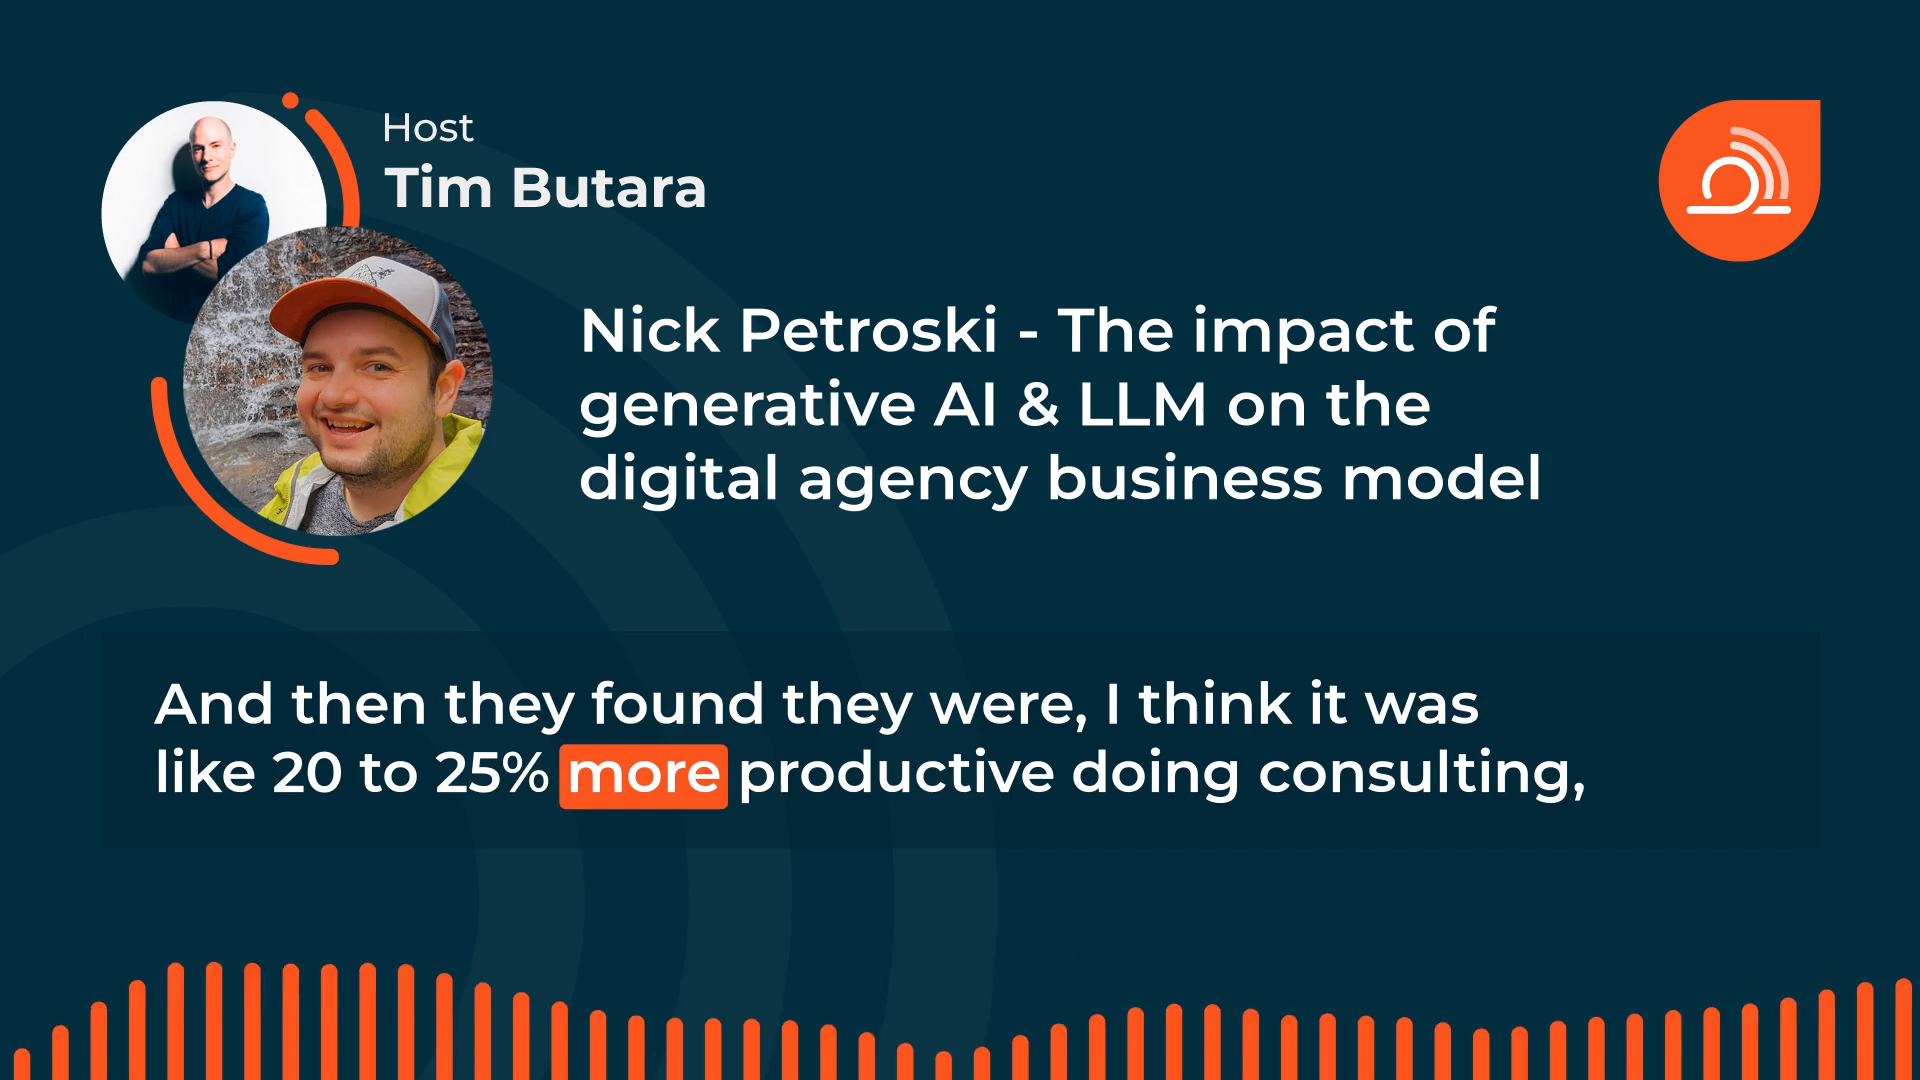 Host
Tim Butara
Nick Petroski - The impact of
generative AI & LLM on the
digital agency business model
And then they found they were, I think it was
like 20 to 25% more productive doing consulting,